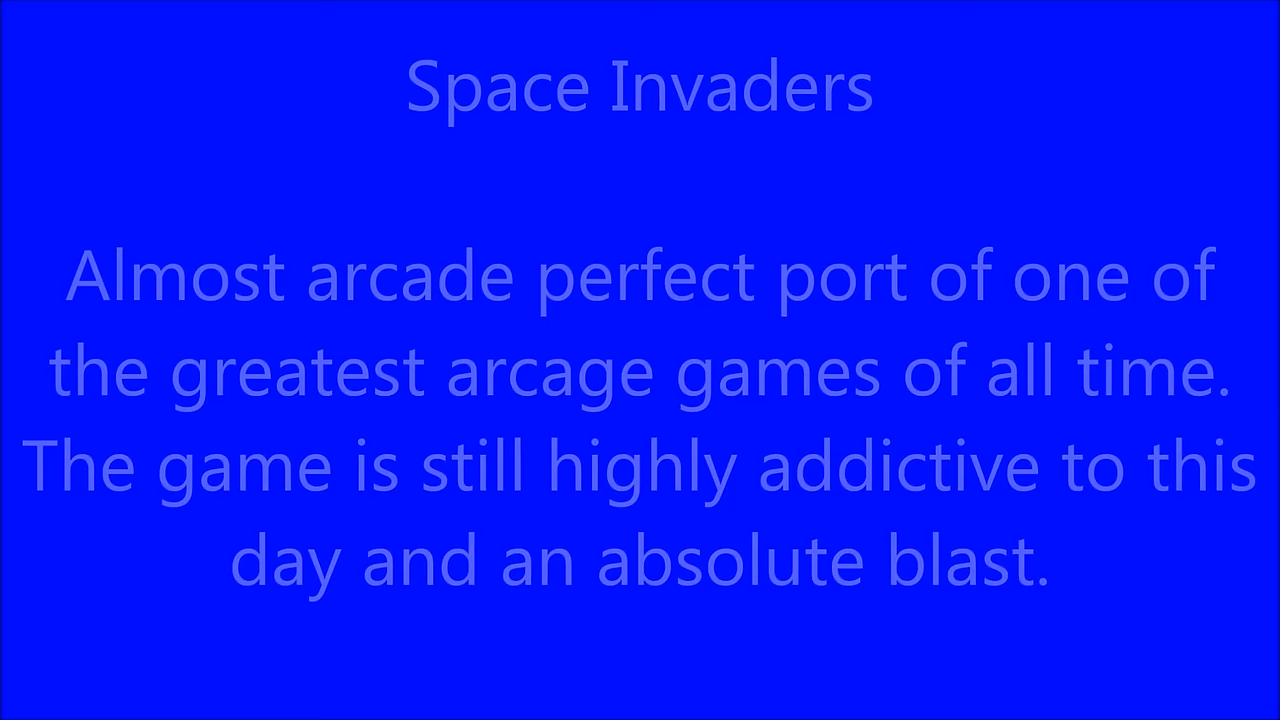 Space Invaders
Almost arcade perfect port of one of
the greatest arcage games of all time.
The game is still highly addictive to this
day and an absolute blast.